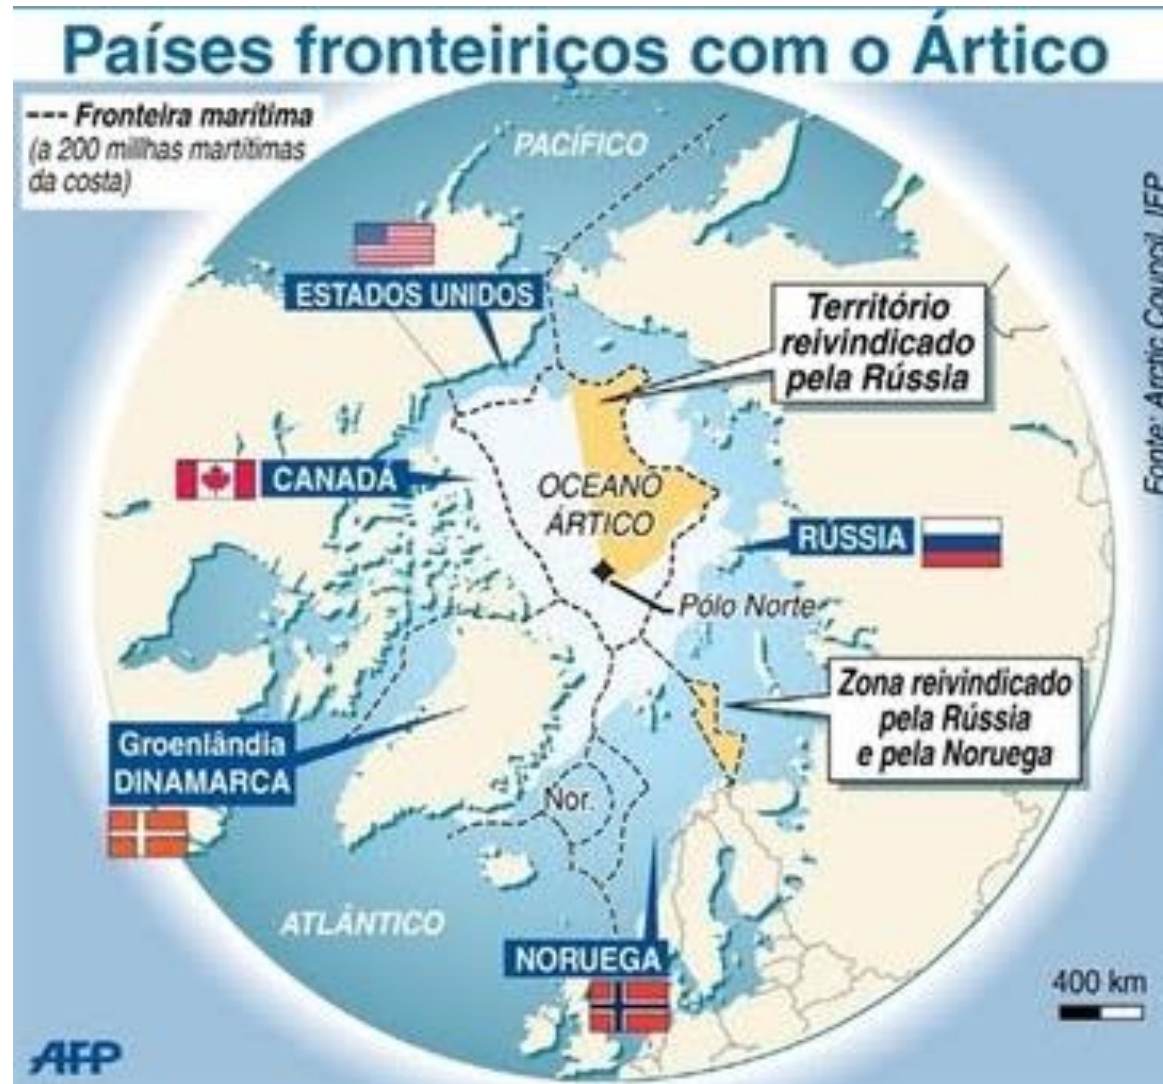 Países fronteiriços com o Ártico
--- Fronteira marítima
(a 200 millhas martítimas
da costa)
PACÍFICO
ESTADOS UNIDOS
Território
reivindicado
pela Rússia
CANADÁ
OCEANO
ÁRTICO
RÚSSIA
Pólo Norte
Zona reivindicado
pela Rússia
e pela Noruega
Groenlândia
DINAMARCA
Nor.
ATLÂNTICO
NORUEGA
400 km
AFP
Fonte: Arctic Council, IFP